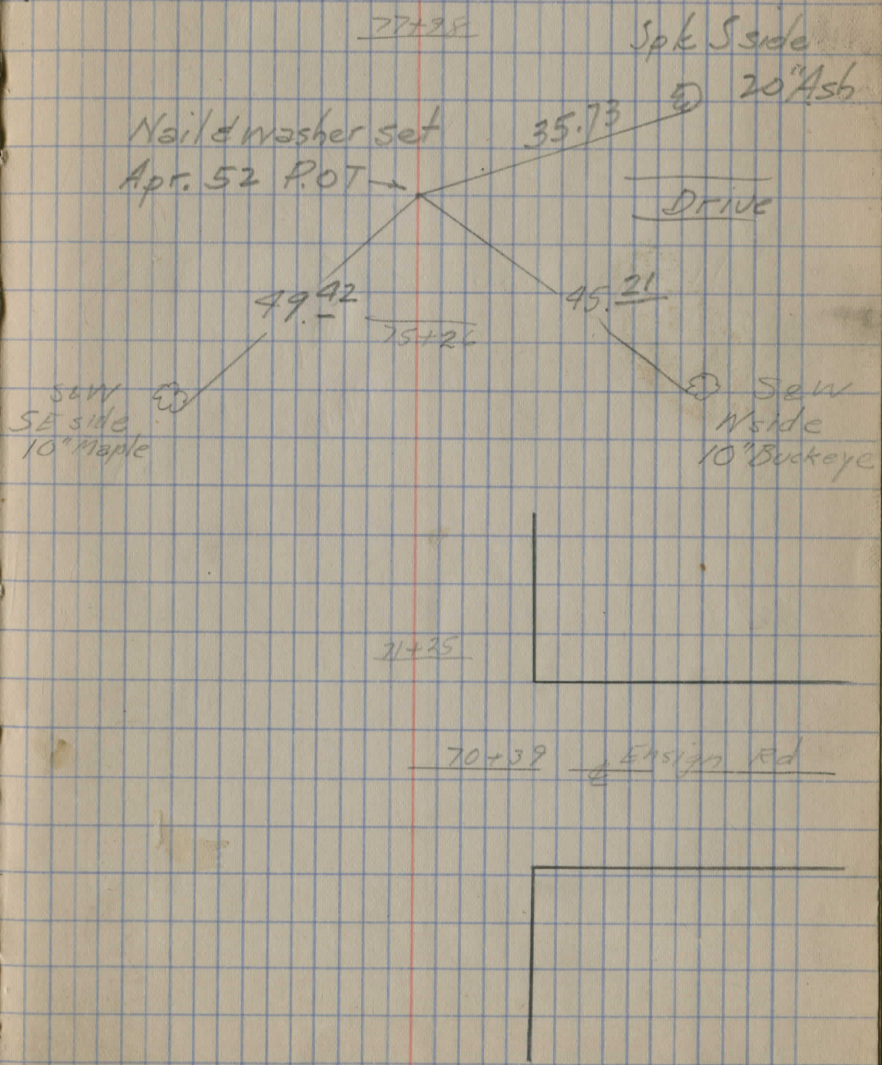 77+98
Spk S side
20" Ash
Nail & washer set
Apr. 52 P.O.T
35.73
Drive
49.42
45.21
75+26
S&W
SE side
10" Maple
S&W
N side
10" Buckeye
71+25
70+39 ℄ Ensign Rd